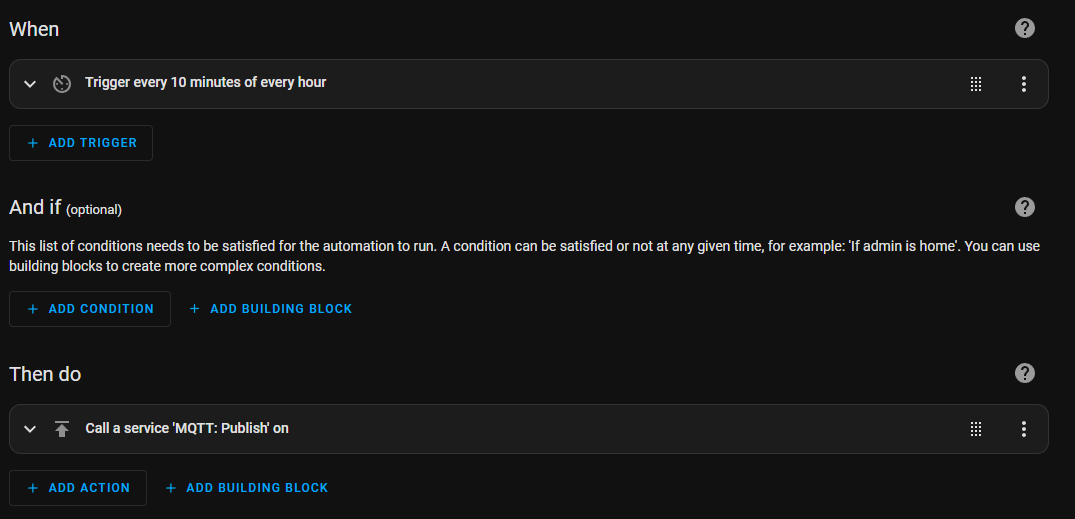 When
Trigger every 10 minutes of every hour
+ ADD TRIGGER
And if (optional)
This list of conditions needs to be satisfied for the automation to run. A condition can be satisfied or not at any given time, for example: 'If admin is home'. You can use
building blocks to create more complex conditions.
+ ADD CONDITION + ADD BUILDING BLOCK
Then do
Call a service 'MQTT: Publish' on
+ ADD ACTION + ADD BUILDING BLOCK